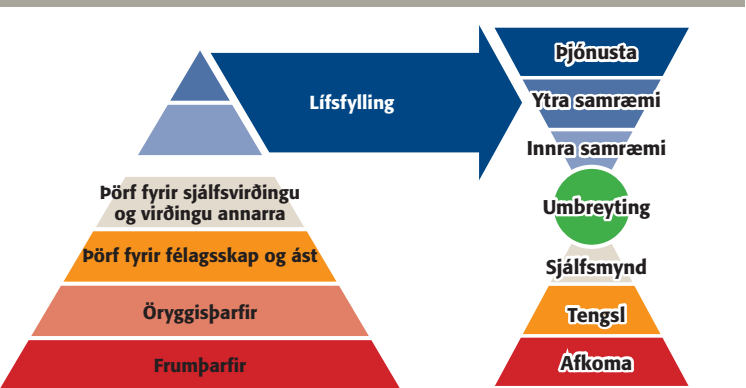 Lífsfylling
Þörf fyrir sjálfsvirðingu
og virðingu annarra
Þörf fyrir félagsskap og ást
Öryggisþarfir
Frumþarfir
Þjónusta
Ytra samræmi
Innra samræmi
Umbreyting
Sjálfsmynd
Tengsl
Afkoma